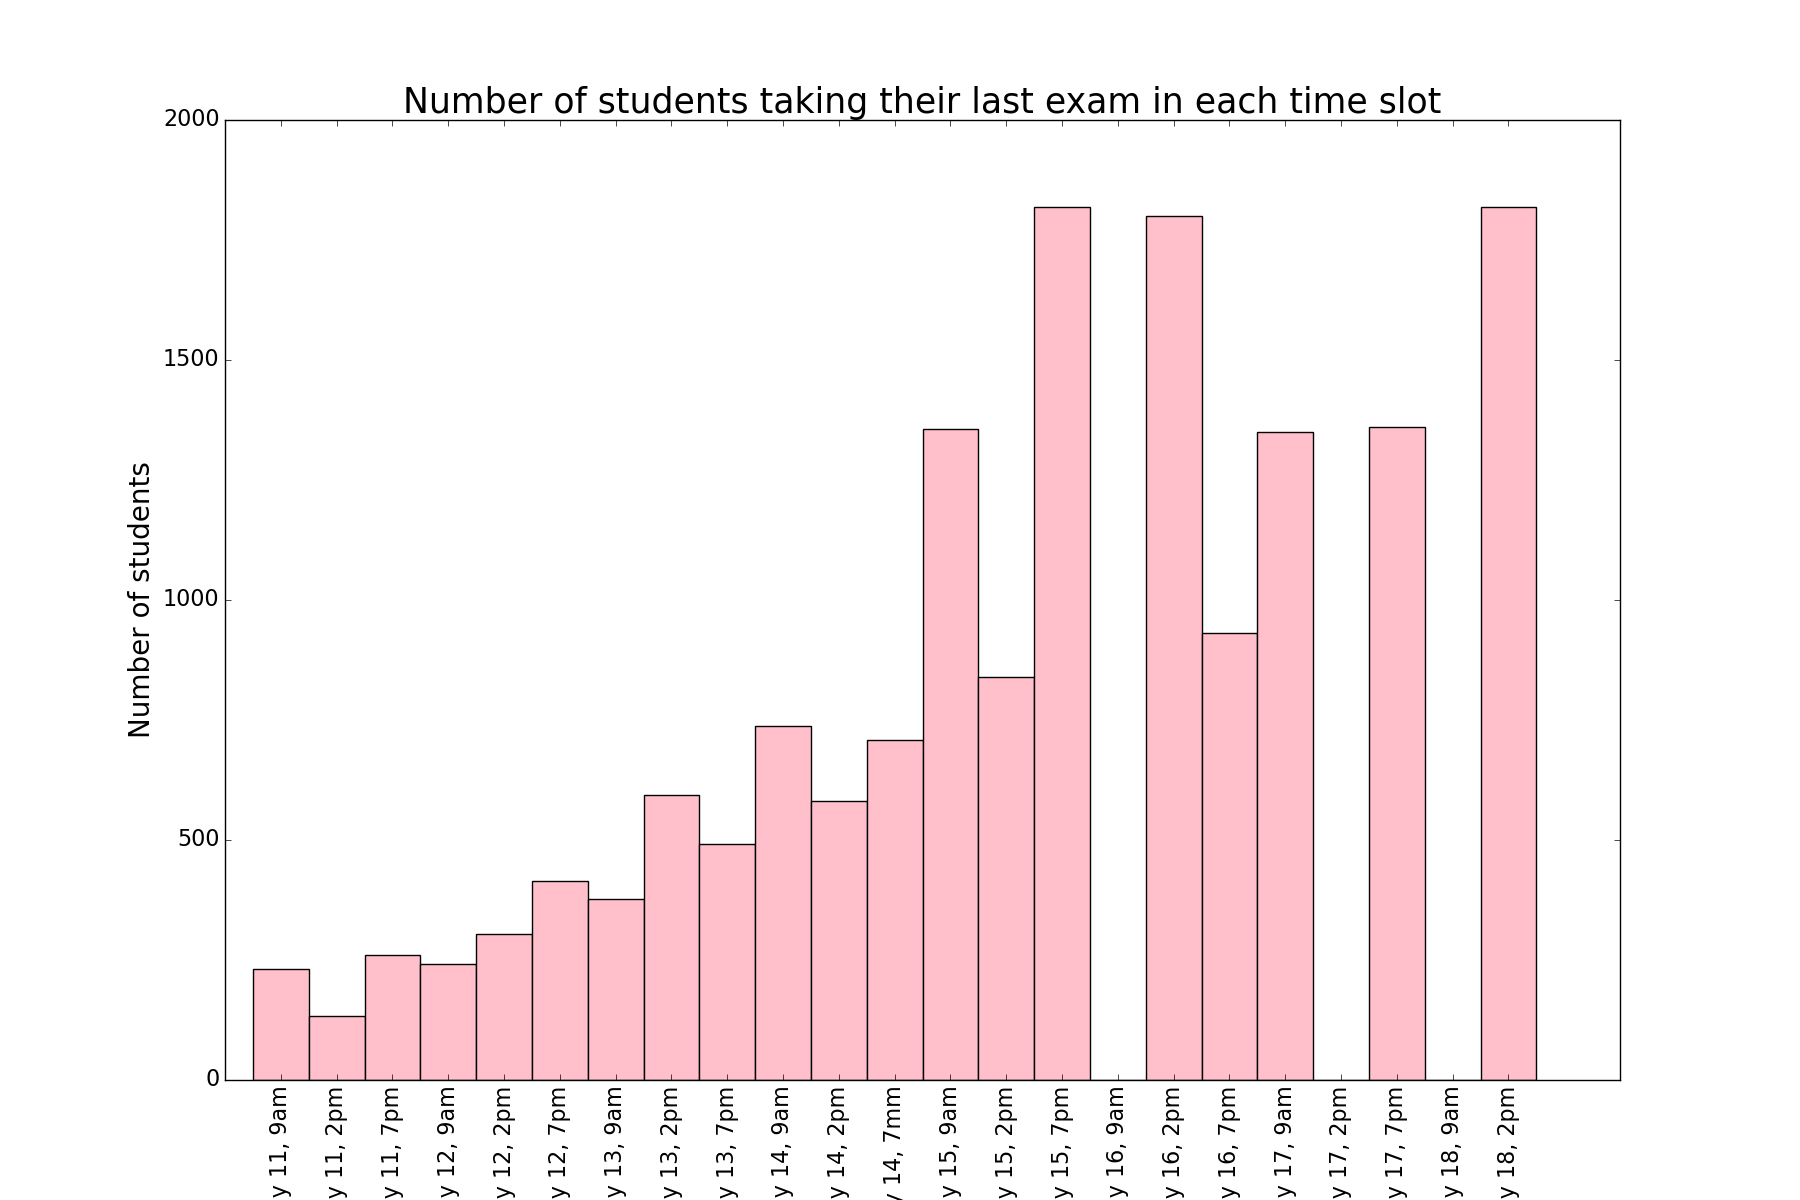 Number of students taking their last exam in each time slot
Number of students
2000
1500
1000
500
0
y 11, 9am
y 11, 2pm
y 11, 7pm
y 12, 9am
y 12, 2pm
y 12, 7pm
y 13, 9am
y 13, 2pm
y 13, 7pm
y 14, 9am
y 14, 2pm
y 14, 7mm
y 15, 9am
y 15, 2pm
y 15, 7pm
y 16, 9am
y 16, 2pm
y 16, 7pm
y 17, 9am
y 17, 2pm
y 17, 7pm
y 18, 9am
y 18, 2pm